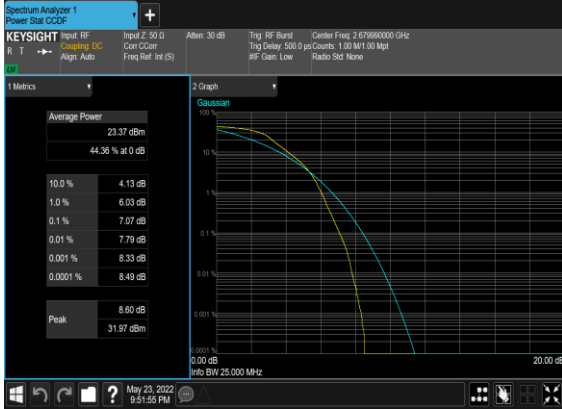 Spectrum Analyzer 1
Power Stat CCDF
+
KEYSIGHT
R T
LXI
Input: RF
Coupling: DC
Align: Auto
Input Z: 50 Ω
Corr CCorr
Freq Ref: Int (S)
Atten: 30 dB
Trig: RF Burst
Trig Delay: 500.0 µs
#IF Gain: Low
Center Freq: 2.679990000 GHz
Counts: 1.00 M/1.00 Mpt
Radio Std: None
1 Metrics
Average Power
23.37 dBm
44.36 % at 0 dB
10.0 % 4.13 dB
1.0 % 6.03 dB
0.1 % 7.07 dB
0.01 % 7.79 dB
0.001 % 8.33 dB
0.0001 % 8.49 dB
Peak
8.60 dB
31.97 dBm
2 Graph
Gaussian
100 %
10 %
1 %
0.1 %
0.01 %
0.001 %
0.0001 %
0.00 dB
20.00 dB
Info BW 25.000 MHz
?
May 23, 2022
9:51:55 PM